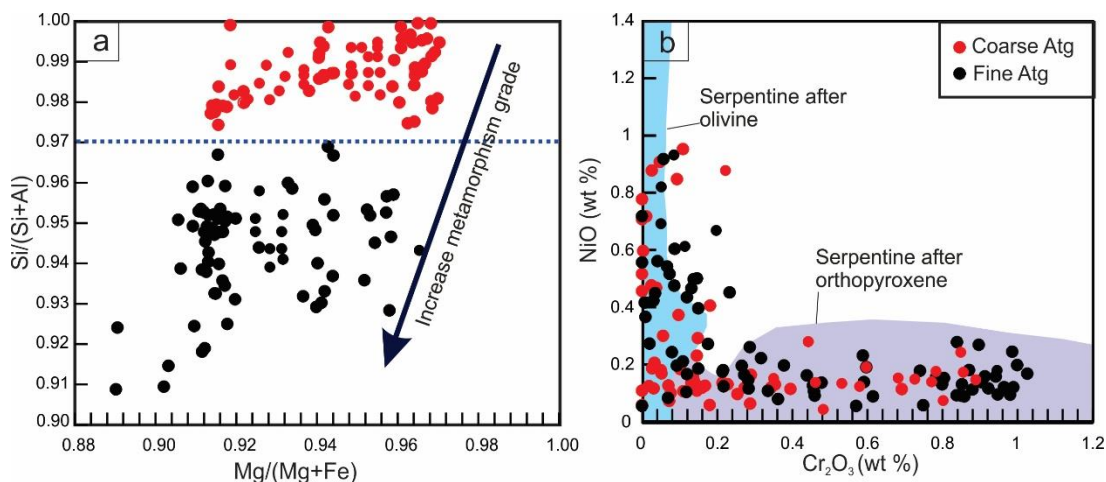 a
Si/(Si+Al)
1.00
0.99
0.98
0.97
0.96
0.95
0.94
0.93
0.92
0.91
0.90
0.88
0.90
0.92
0.94
0.96
0.98
1.00
Mg/(Mg+Fe)
Increase metamorphism grade
b
NiO (wt %)
1.4
1.2
1
0.8
0.6
0.4
0.2
0
0
0.2
0.4
0.6
0.8
1
1.2
Cr₂O₃ (wt %)
Coarse Atg
Fine Atg
Serpentine after
olivine
Serpentine after
orthopyroxene